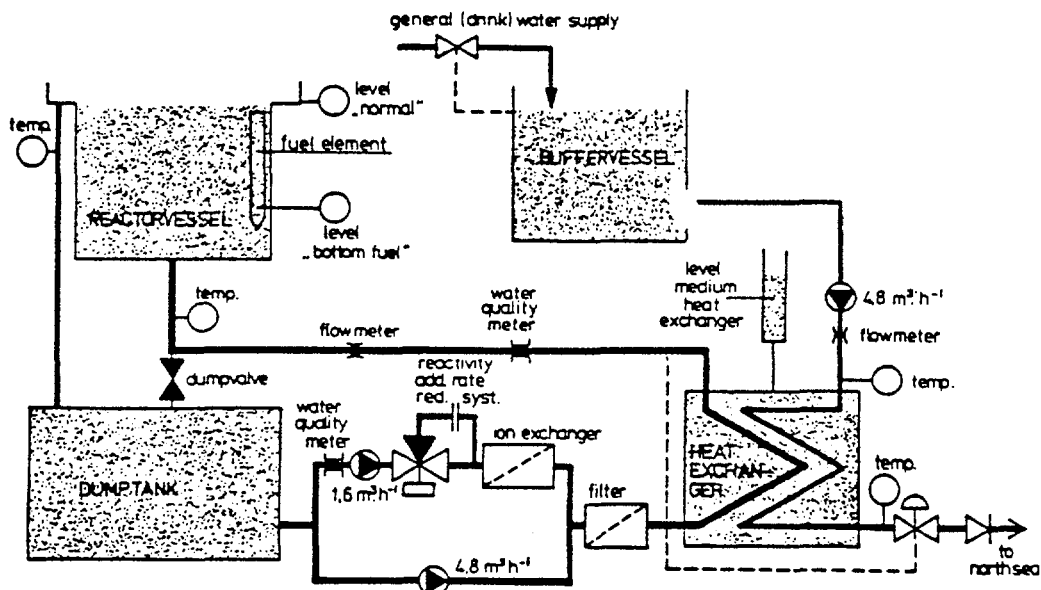 general (drink) water supply
level
„normal"
temp.
fuel element
BUFFERVESSEL
REACTORVESSEL
level
„bottom fuel"
temp.
level
medium
heat
exchanger
4,8 m³ h⁻¹
water
quality
meter
flowmeter
flowmeter
dumpvalve
reactivity
add. rate
red. syst.
temp.
water
quality
meter
ion exchanger
HEAT
EXCHAN-
GER.
temp.
DUMPTANK
1,6 m³ h⁻¹
filter
4,8 m³ h⁻¹
to
northsea